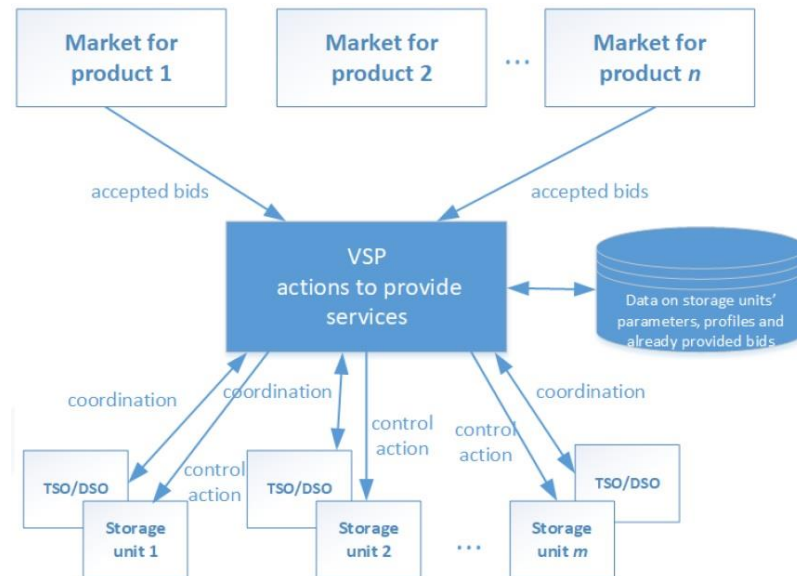 Market for
product 1
Market for
product 2
...
Market for
product n
accepted bids
accepted bids
VSP
actions to provide
services
Data on storage units'
parameters, profiles and
already provided bids
coordination
coordination
coordination
control
action
control
action
control
action
TSO/DSO
TSO/DSO
TSO/DSO
Storage
unit 1
Storage
unit 2
...
Storage
unit m